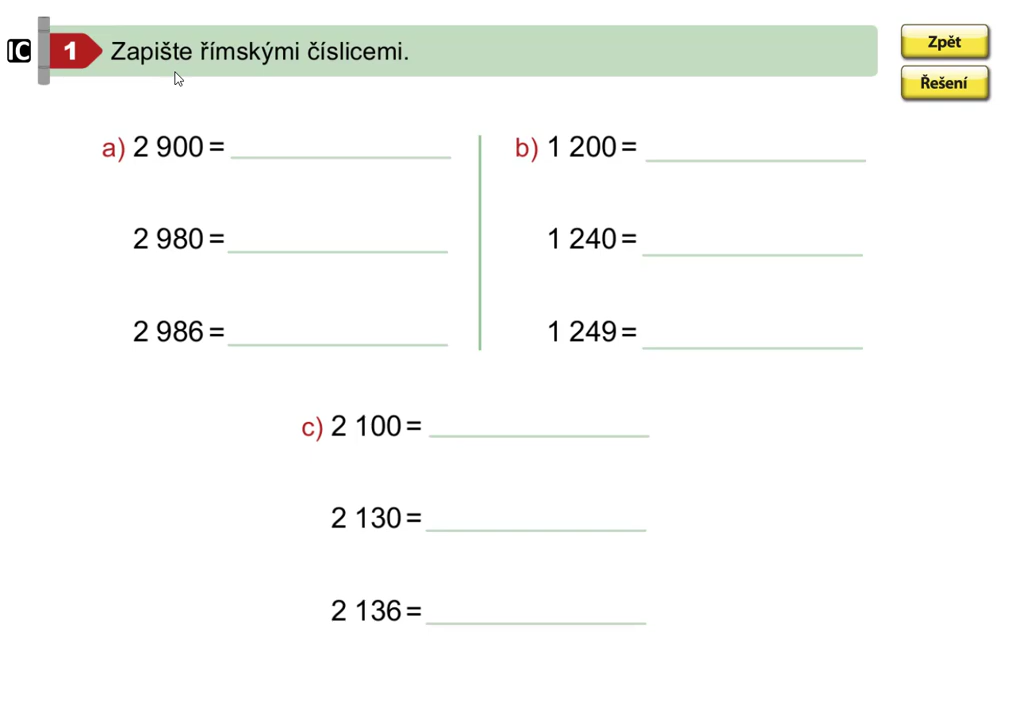 IC
1 Zapište římskými číslicemi.
Zpět
Řešení
a) 2 900 =
2 980 =
2 986 =
b) 1 200 =
1 240 =
1 249 =
c) 2 100 =
2 130 =
2 136 =